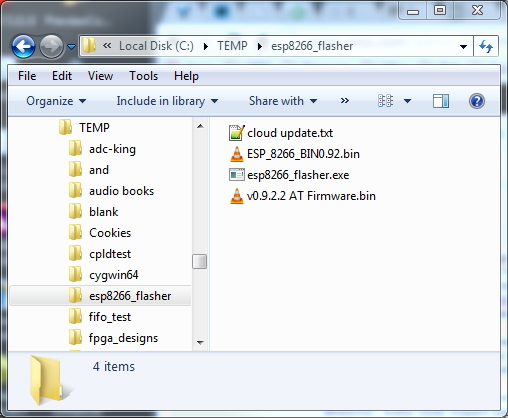 « Local Disk (C:) TEMP esp8266_flasher
File Edit View Tools Help
Organize Include in library Share with »
TEMP
adc-king
and
audio books
blank
Cookies
cpldtest
cygwin64
esp8266_flasher
fifo_test
fpga_designs
cloud update.txt
ESP_8266_BIN0.92.bin
esp8266_flasher.exe
v0.9.2.2 AT Firmware.bin
4 items